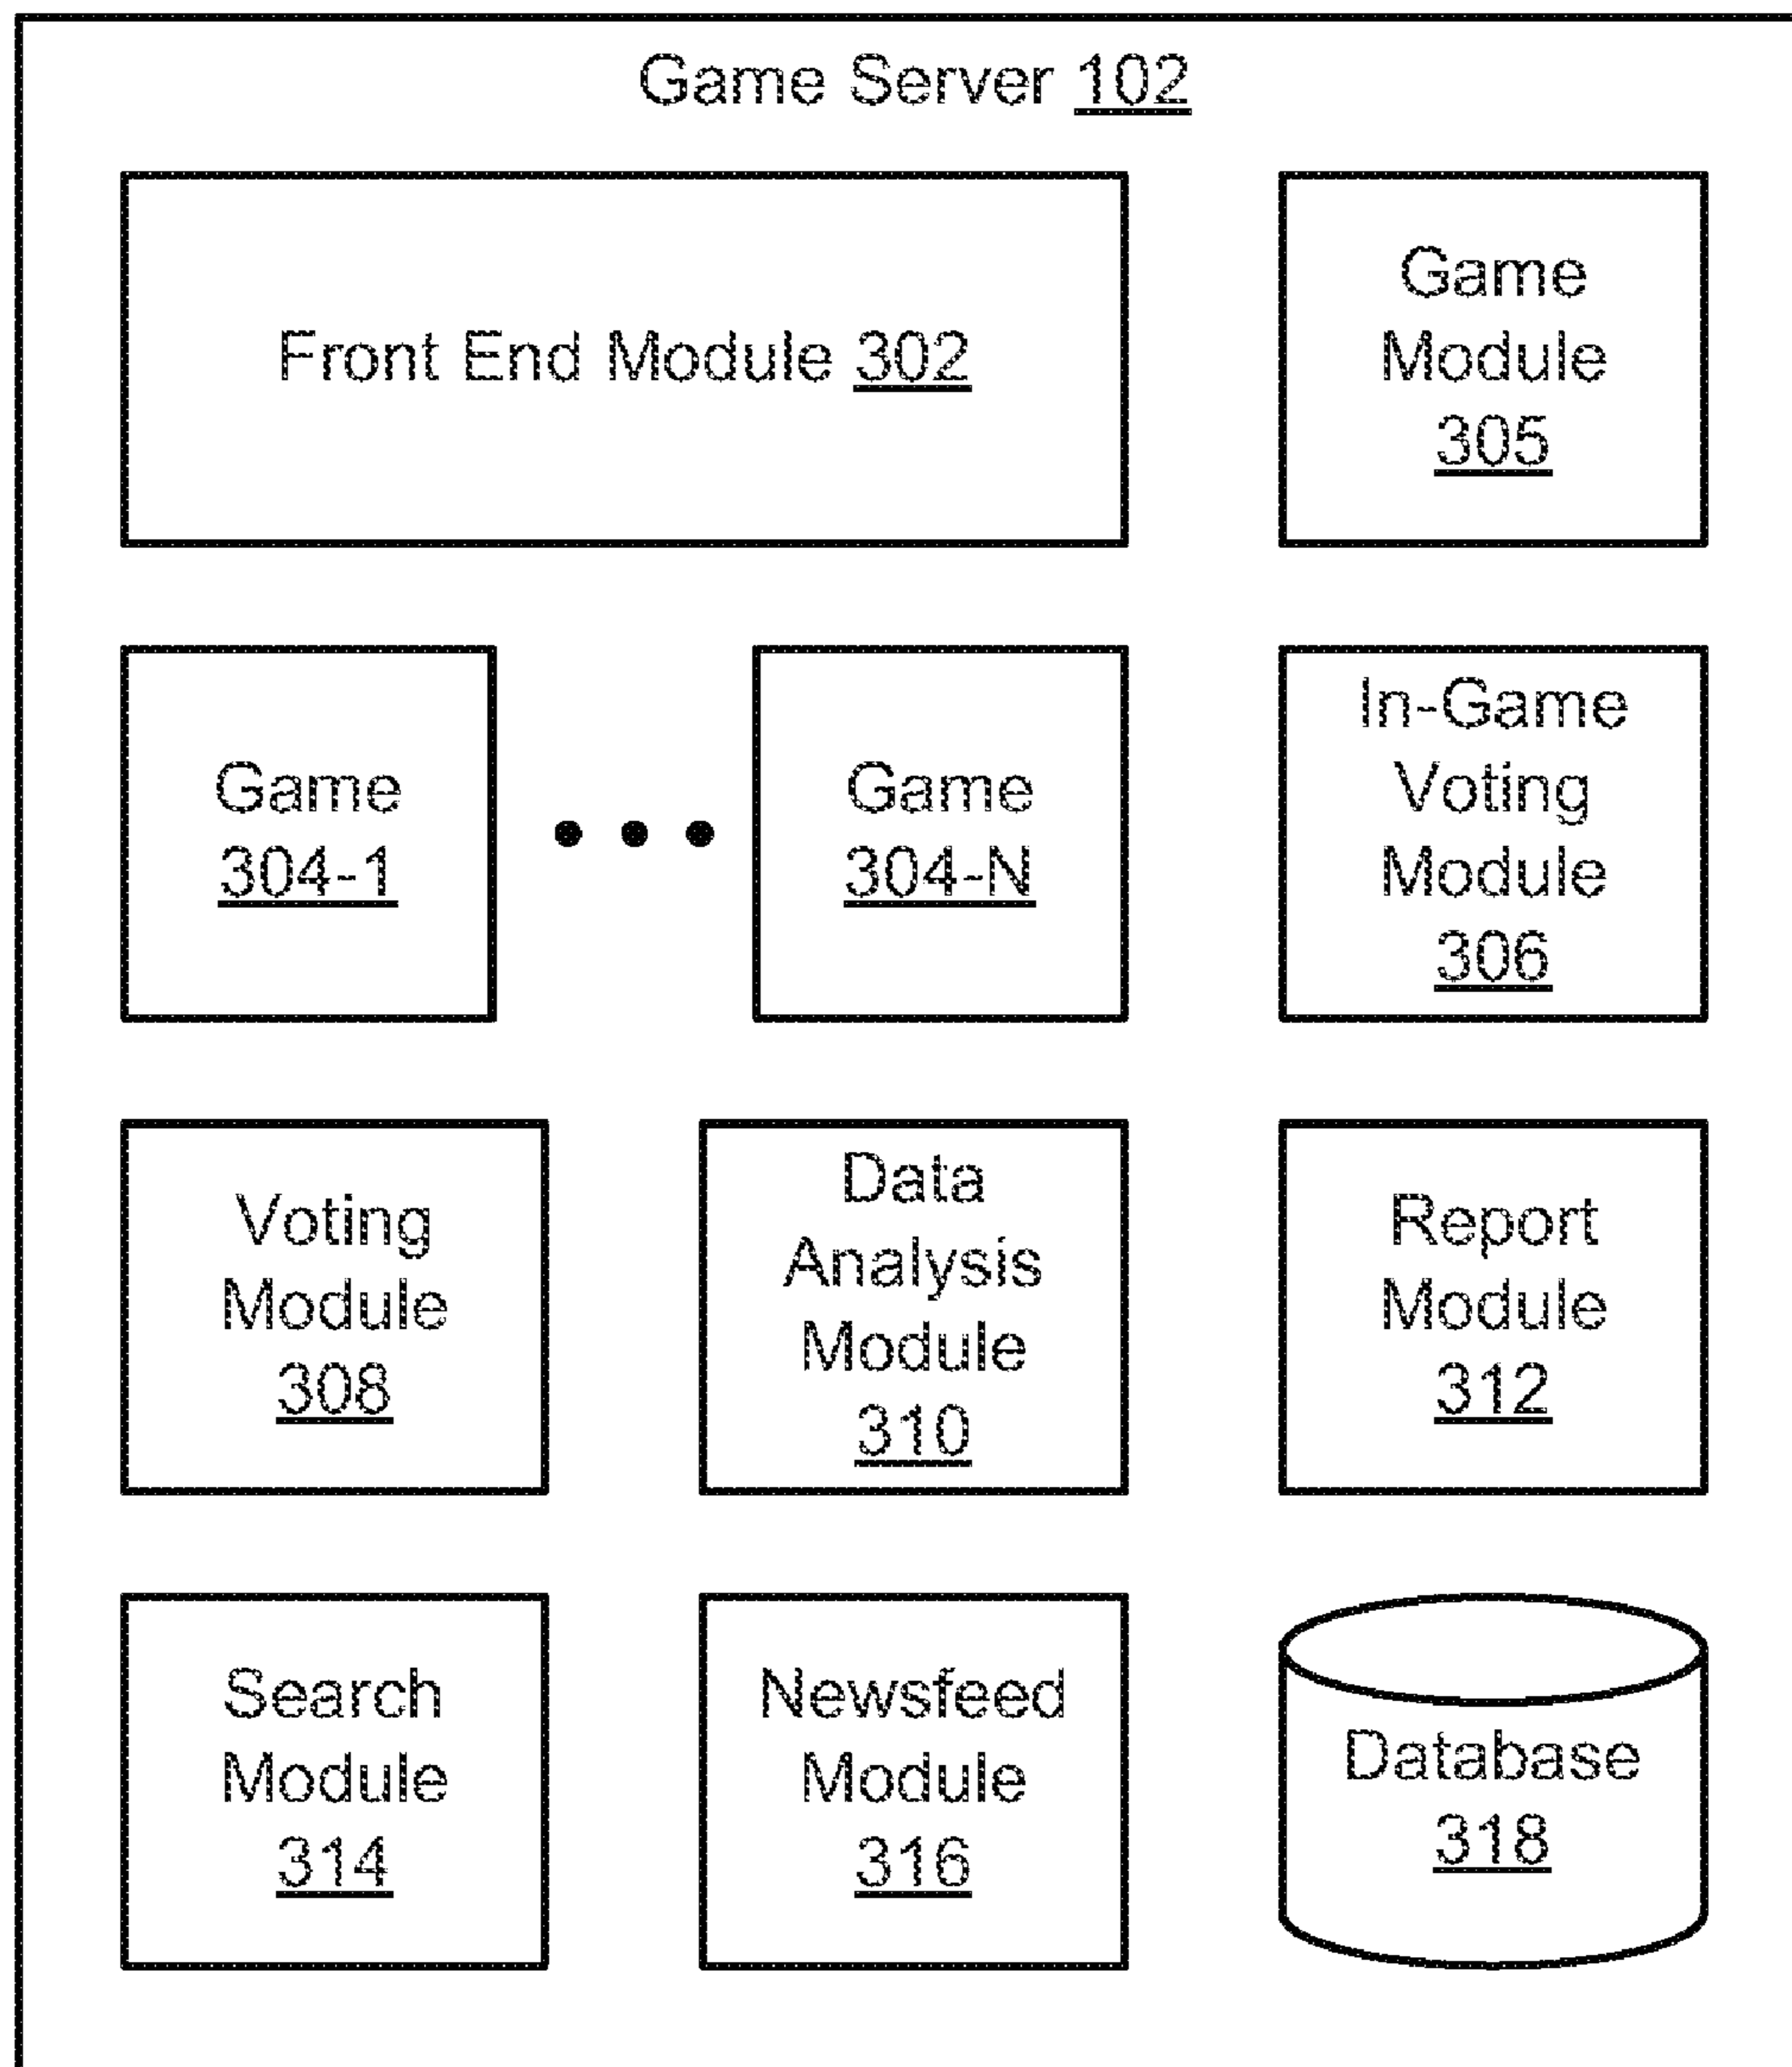 Game Server 102
Front End Module 302
Game
Module
305
Game
304-1
Game
304-N
In-Game
Voting
Module
306
Voting
Module
308
Data
Analysis
Module
310
Report
Module
312
Search
Module
314
Newsfeed
Module
316
Database
318